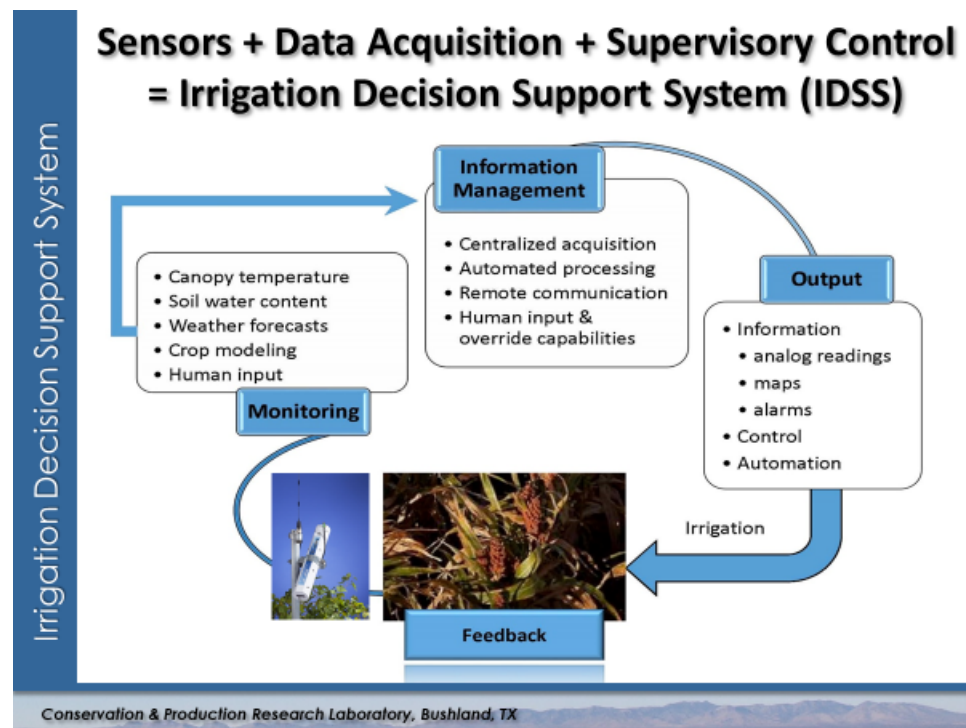 Sensors + Data Acquisition + Supervisory Control
= Irrigation Decision Support System (IDSS)
Irrigation Decision Support System
Information
Management
• Centralized acquisition
• Automated processing
• Remote communication
• Human input &
override capabilities
Output
• Information
• analog readings
• maps
• alarms
• Control
• Automation
• Canopy temperature
• Soil water content
• Weather forecasts
• Crop modeling
• Human input
Monitoring
Irrigation
Feedback
Conservation & Production Research Laboratory, Bushland, TX